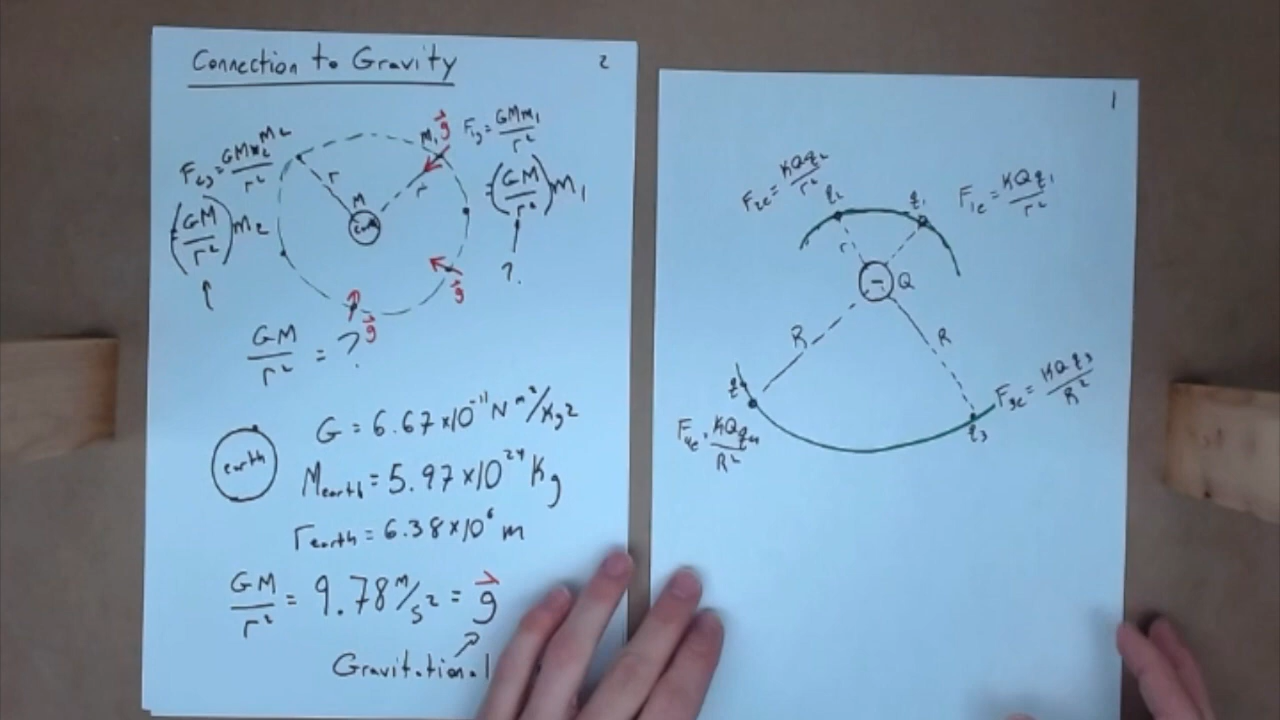 Connection to Gravity
2
F₂g = GMm₂/r²
m₂
= (GM/r²) m₂
r
M
earth
r
m₁
g⃗
F₁g = GMm₁/r²
= (GM/r²) m₁
?
g⃗
g⃗
GM/r² = ?
earth
G = 6.67 × 10⁻¹¹ N m²/kg²
Mearth = 5.97 × 10²⁴ Kg
rearth = 6.38 × 10⁶ m
GM/r² = 9.78 m/s² = g⃗
Gravitational
1
F₂e = KQq₂/r²
q₂
q₁
F₁e = KQq₁/r²
r
−
Q
R
R
F₄e = KQq₄/R²
q₃
F₃e = KQq₃/R²